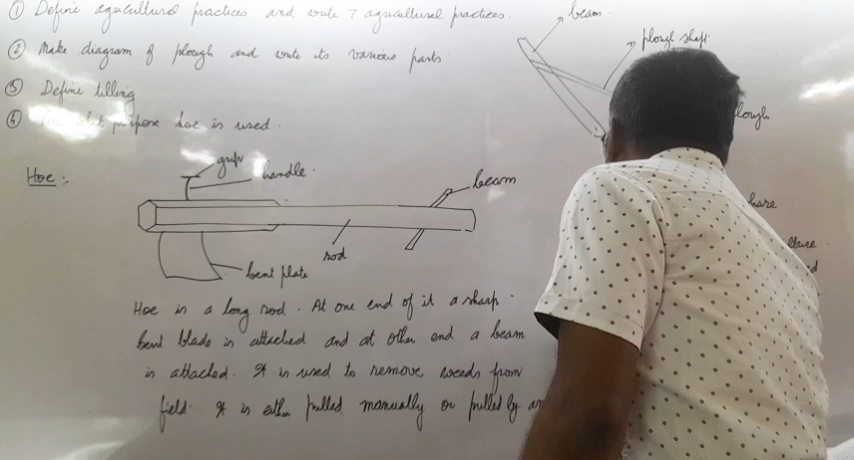 ① Define agricultural practices and write 7 agricultural practices.
② Make diagram of plough and write its various parts
③ Define tilling
④ purpose hoe is used.
beam
plough shaft
Hoe :-
grip
handle
beam
rod
bent plate
Hoe is a long rod. At one end of it a sharp
bent blade is attached and at other end a beam
is attached. It is used to remove weeds from
field. It is either pulled manually or pulled by